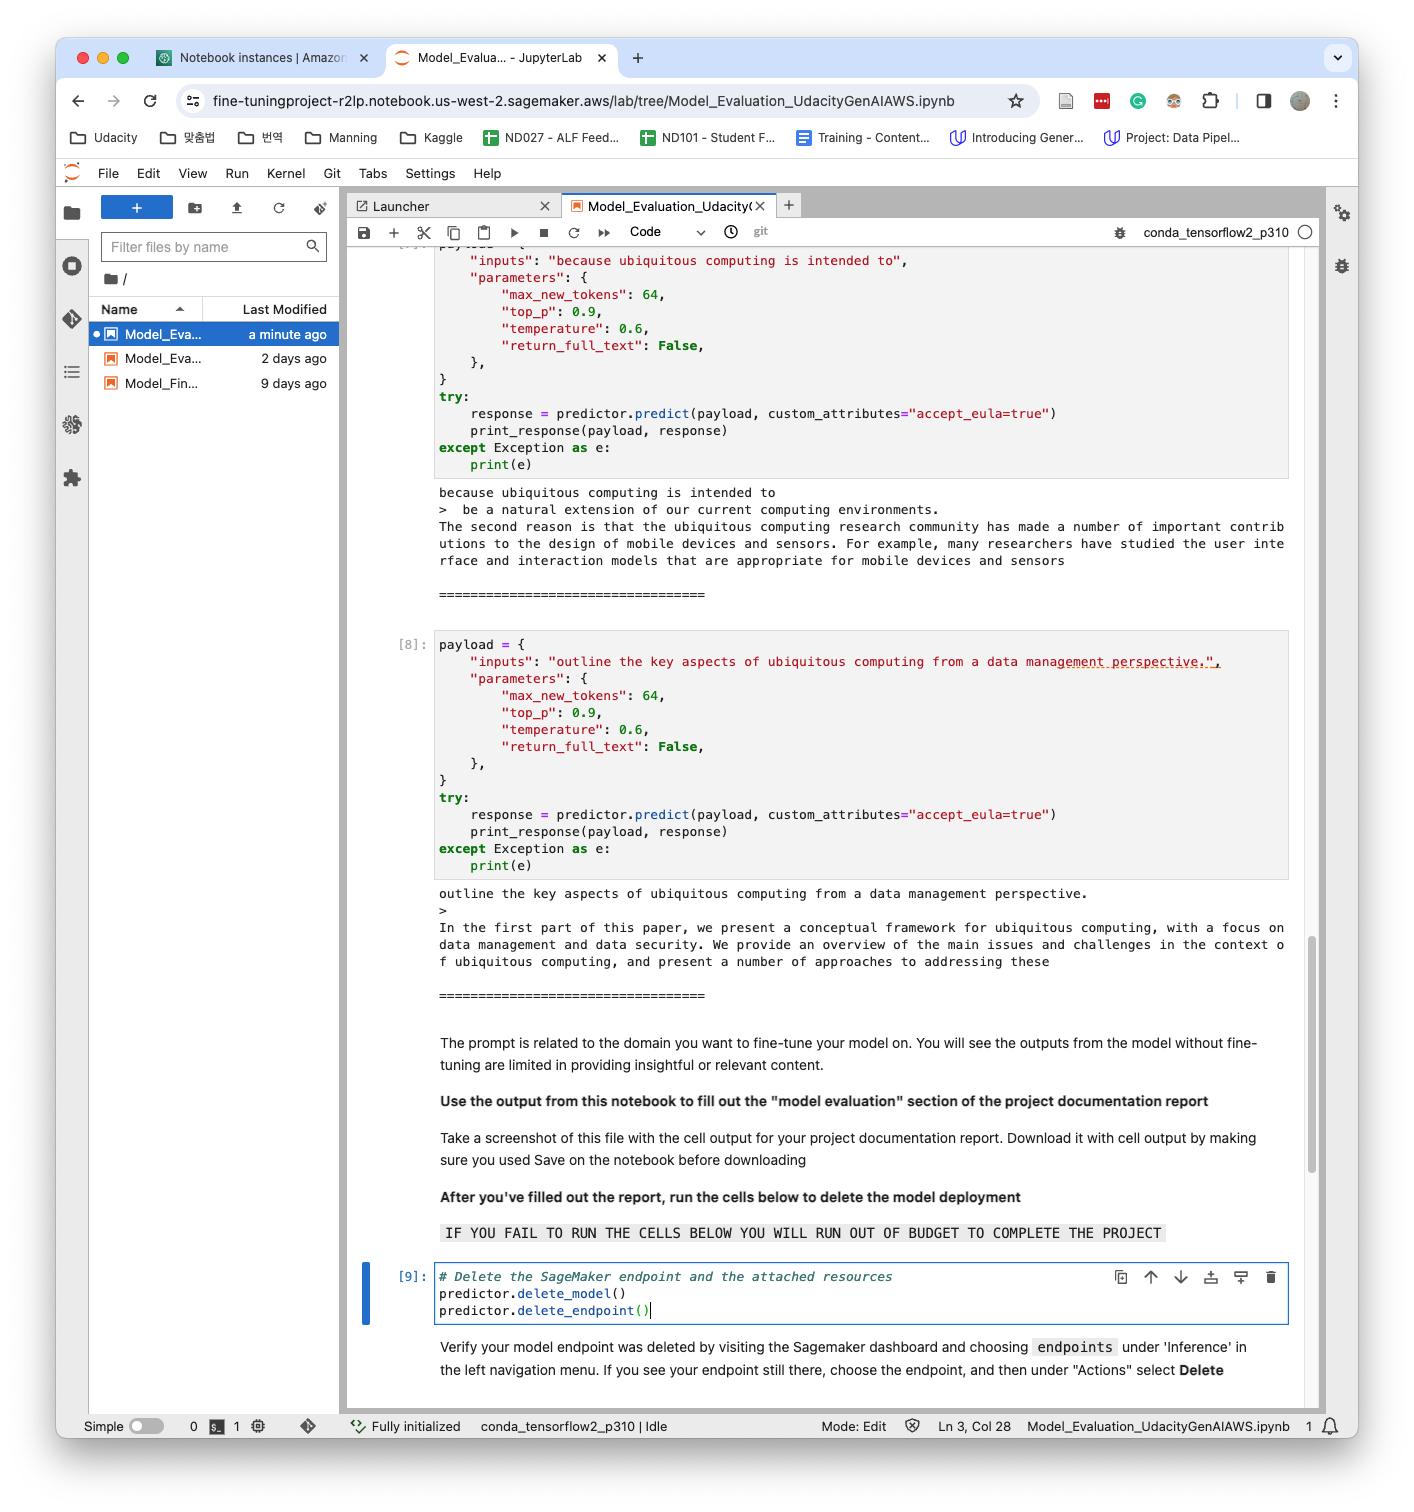 Notebook instances | Amazon
Model_Evalua... - JupyterLab
fine-tuningproject-r2lp.notebook.us-west-2.sagemaker.aws/lab/tree/Model_Evaluation_UdacityGenAIAWS.ipynb
Udacity
맞춤법
번역
Manning
Kaggle
ND027 - ALF Feed...
ND101 - Student F...
Training - Content...
Introducing Gener...
Project: Data Pipel...
File Edit View Run Kernel Git Tabs Settings Help
Launcher
Model_Evaluation_Udacity(
Code
git
conda_tensorflow2_p310
Filter files by name
/
Name Last Modified
Model_Eva... a minute ago
Model_Eva... 2 days ago
Model_Fin... 9 days ago
"inputs": "because ubiquitous computing is intended to",
"parameters": {
"max_new_tokens": 64,
"top_p": 0.9,
"temperature": 0.6,
"return_full_text": False,
},
}
try:
response = predictor.predict(payload, custom_attributes="accept_eula=true")
print_response(payload, response)
except Exception as e:
print(e)
because ubiquitous computing is intended to
>  be a natural extension of our current computing environments.
The second reason is that the ubiquitous computing research community has made a number of important contrib
utions to the design of mobile devices and sensors. For example, many researchers have studied the user inte
rface and interaction models that are appropriate for mobile devices and sensors
==================================
[8]:
payload = {
"inputs": "outline the key aspects of ubiquitous computing from a data management perspective.",
"parameters": {
"max_new_tokens": 64,
"top_p": 0.9,
"temperature": 0.6,
"return_full_text": False,
},
}
try:
response = predictor.predict(payload, custom_attributes="accept_eula=true")
print_response(payload, response)
except Exception as e:
print(e)
outline the key aspects of ubiquitous computing from a data management perspective.
>
In the first part of this paper, we present a conceptual framework for ubiquitous computing, with a focus on
data management and data security. We provide an overview of the main issues and challenges in the context o
f ubiquitous computing, and present a number of approaches to addressing these
==================================
The prompt is related to the domain you want to fine-tune your model on. You will see the outputs from the model without fine-
tuning are limited in providing insightful or relevant content.
Use the output from this notebook to fill out the "model evaluation" section of the project documentation report
Take a screenshot of this file with the cell output for your project documentation report. Download it with cell output by making
sure you used Save on the notebook before downloading
After you've filled out the report, run the cells below to delete the model deployment
IF YOU FAIL TO RUN THE CELLS BELOW YOU WILL RUN OUT OF BUDGET TO COMPLETE THE PROJECT
[9]:
# Delete the SageMaker endpoint and the attached resources
predictor.delete_model()
predictor.delete_endpoint()
Verify your model endpoint was deleted by visiting the Sagemaker dashboard and choosing endpoints under 'Inference' in
the left navigation menu. If you see your endpoint still there, choose the endpoint, and then under "Actions" select Delete
Simple 0 1 Fully initialized conda_tensorflow2_p310 | Idle Mode: Edit Ln 3, Col 28 Model_Evaluation_UdacityGenAIAWS.ipynb 1